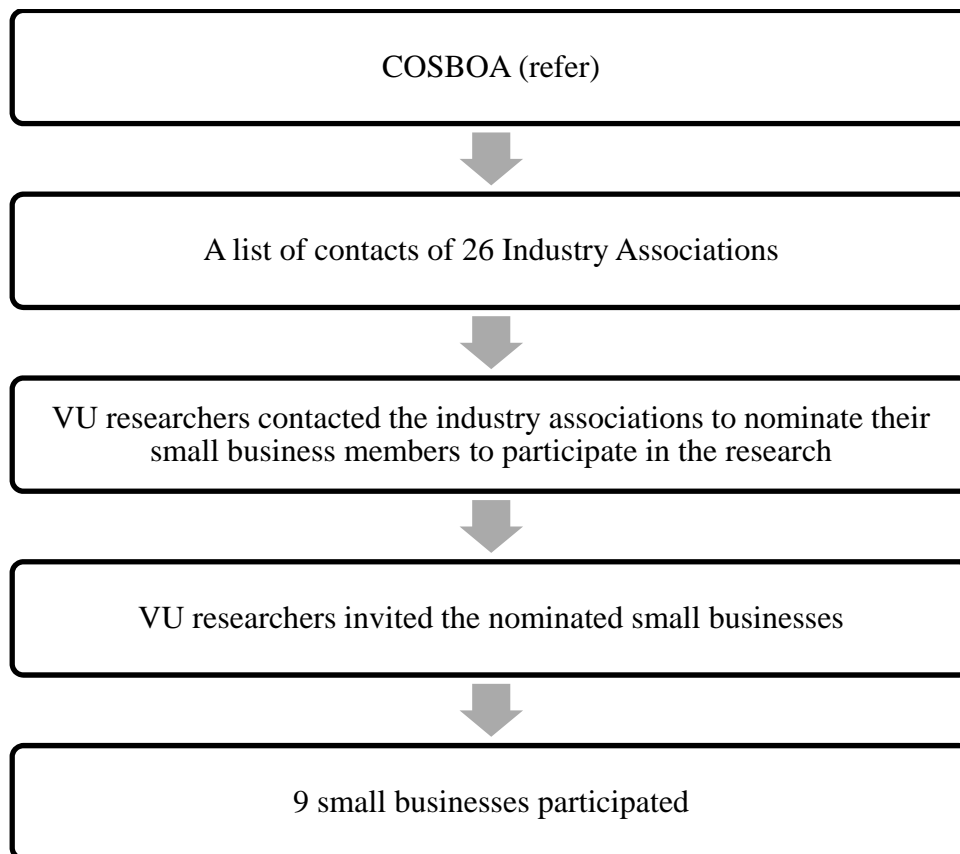 COSBOA (refer)
A list of contacts of 26 Industry Associations
VU researchers contacted the industry associations to nominate their
small business members to participate in the research
VU researchers invited the nominated small businesses
9 small businesses participated